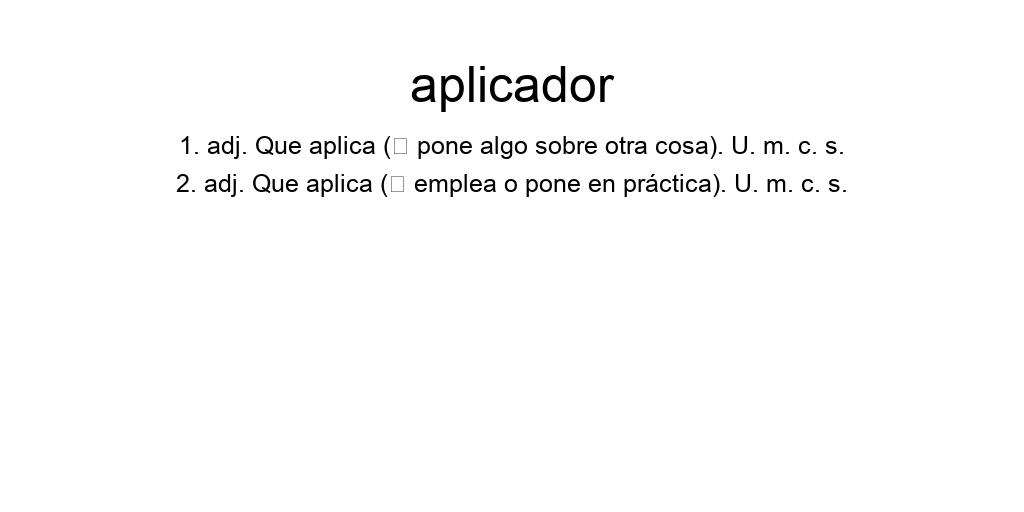 aplicador
1. adj. Que aplica (□ pone algo sobre otra cosa). U. m. c. s.
2. adj. Que aplica (□ emplea o pone en práctica). U. m. c. s.